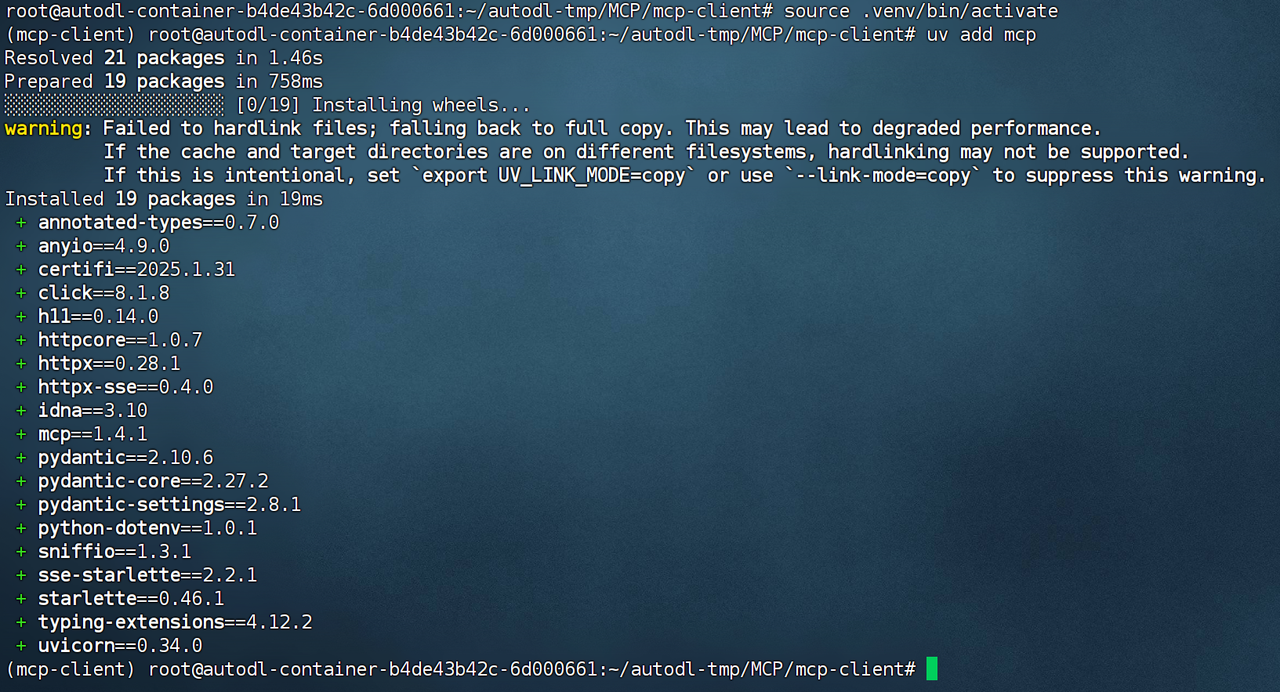 root@autodl-container-b4de43b42c-6d000661:~/autodl-tmp/MCP/mcp-client# source .venv/bin/activate
(mcp-client) root@autodl-container-b4de43b42c-6d000661:~/autodl-tmp/MCP/mcp-client# uv add mcp
Resolved 21 packages in 1.46s
Prepared 19 packages in 758ms
░░░░░░░░░░░░░░░░░░░░ [0/19] Installing wheels...
warning: Failed to hardlink files; falling back to full copy. This may lead to degraded performance.
         If the cache and target directories are on different filesystems, hardlinking may not be supported.
         If this is intentional, set `export UV_LINK_MODE=copy` or use `--link-mode=copy` to suppress this warning.
Installed 19 packages in 19ms
 + annotated-types==0.7.0
 + anyio==4.9.0
 + certifi==2025.1.31
 + click==8.1.8
 + h11==0.14.0
 + httpcore==1.0.7
 + httpx==0.28.1
 + httpx-sse==0.4.0
 + idna==3.10
 + mcp==1.4.1
 + pydantic==2.10.6
 + pydantic-core==2.27.2
 + pydantic-settings==2.8.1
 + python-dotenv==1.0.1
 + sniffio==1.3.1
 + sse-starlette==2.2.1
 + starlette==0.46.1
 + typing-extensions==4.12.2
 + uvicorn==0.34.0
(mcp-client) root@autodl-container-b4de43b42c-6d000661:~/autodl-tmp/MCP/mcp-client#